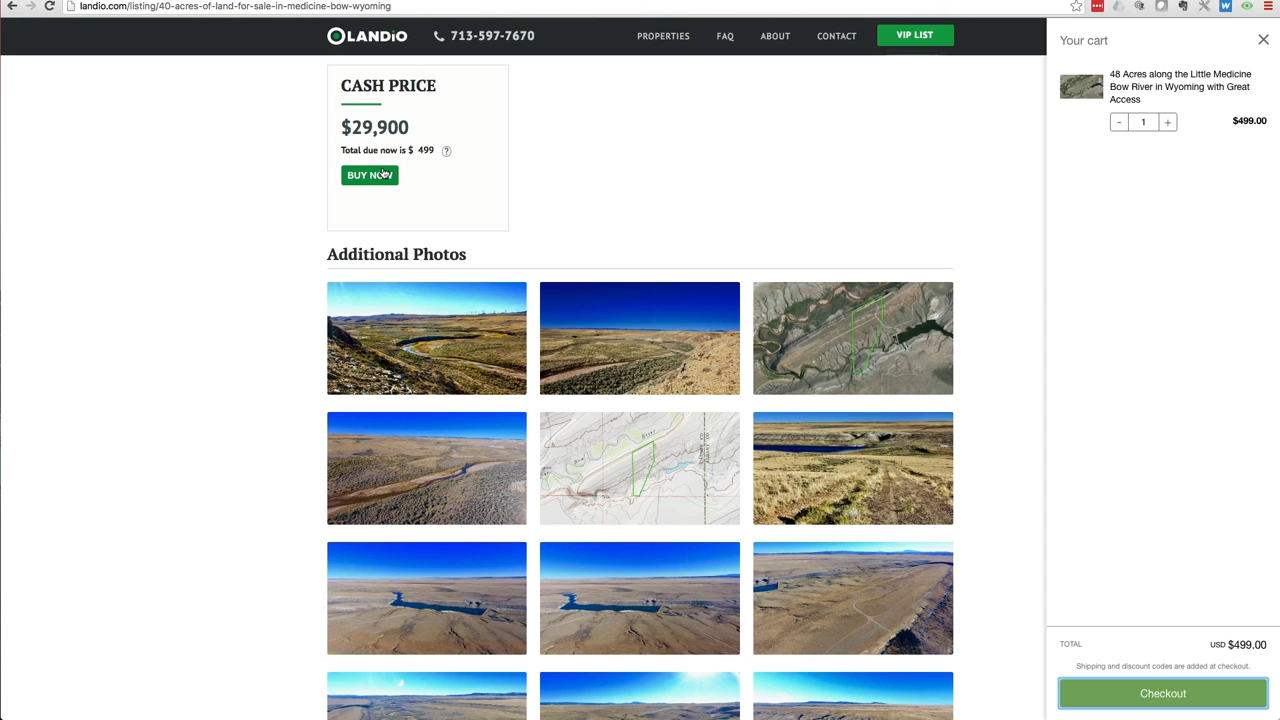 landio.com/listing/40-acres-of-land-for-sale-in-medicine-bow-wyoming
LANDiO
713-597-7670
PROPERTIES
FAQ
ABOUT
CONTACT
VIP LIST
CASH PRICE
$29,900
Total due now is $ 499 ?
BUY NOW
Additional Photos
River
Your cart
48 Acres along the Little Medicine
Bow River in Wyoming with Great
Access
- 1 + $499.00
TOTAL USD $499.00
Shipping and discount codes are added at checkout.
Checkout